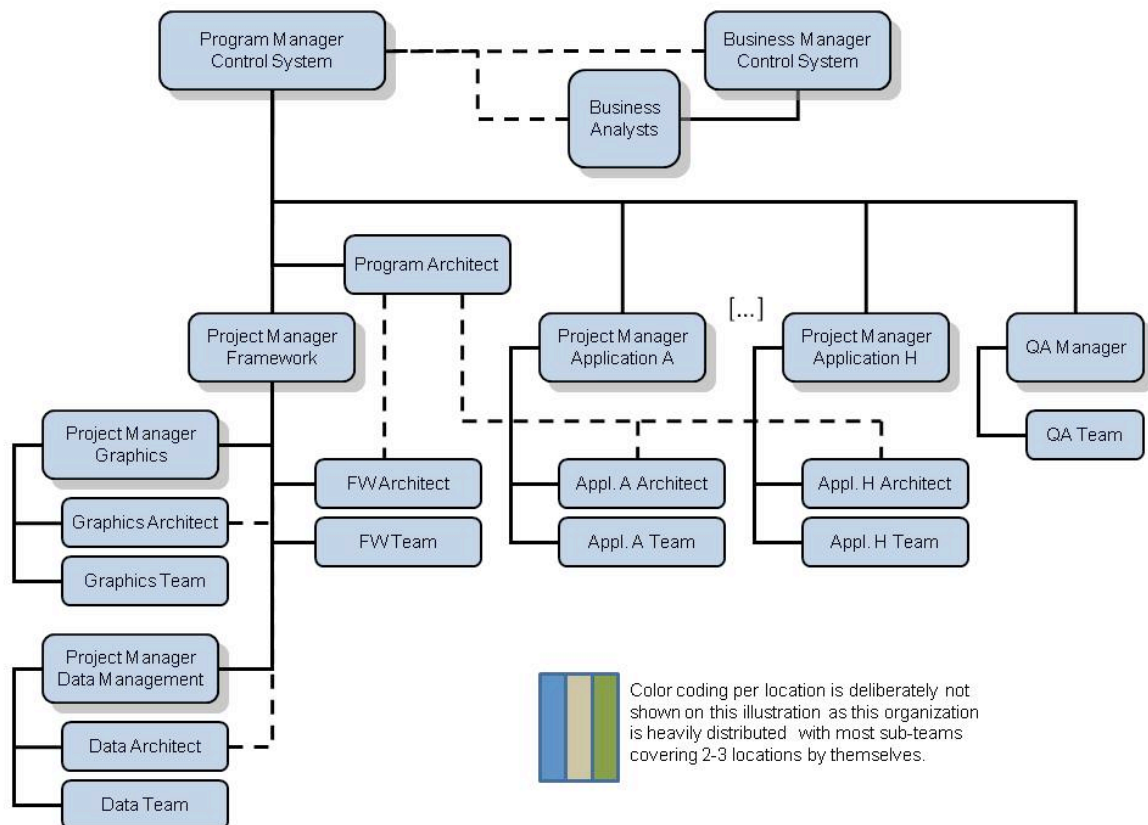 Program Manager
Control System
Business Manager
Control System
Business
Analysts
Program Architect
[...]
Project Manager
Framework
Project Manager
Application A
Project Manager
Application H
QA Manager
Project Manager
Graphics
QA Team
FW Architect
Appl. A Architect
Appl. H Architect
Graphics Architect
FW Team
Appl. A Team
Appl. H Team
Graphics Team
Project Manager
Data Management
Data Architect
Data Team
Color coding per location is deliberately not
shown on this illustration as this organization
is heavily distributed with most sub-teams
covering 2-3 locations by themselves.